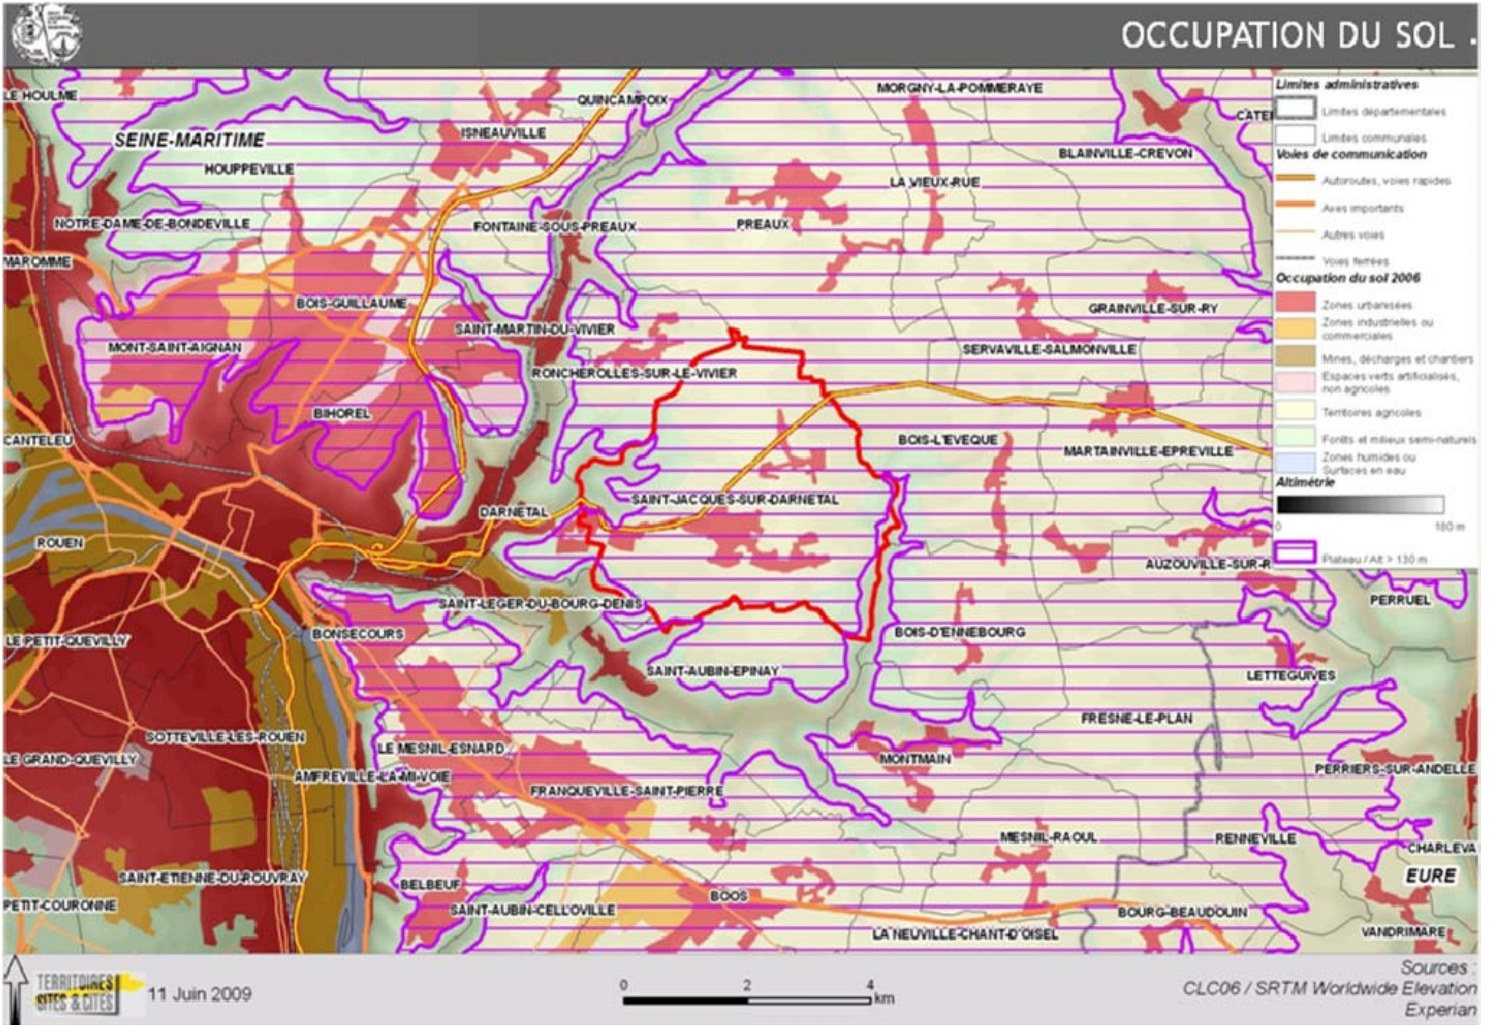 OCCUPATION DU SOL .
LE HOULME
QUINCAMPOIX
MORGNY-LA-POMMERAYE
SEINE-MARITIME
ISNEAUVILLE
BLAINVILLE-CREVON
HOUPPEVILLE
LA VIEUX-RUE
NOTRE-DAME-DE-BONDEVILLE
FONTAINE-SOUS-PREAUX
PREAUX
MAROMME
BOIS-GUILLAUME
GRAINVILLE-SUR-RY
SAINT-MARTIN-DU-VIVIER
MONT-SAINT-AIGNAN
SERVAVILLE-SALMONVILLE
RONCHEROLLES-SUR-LE-VIVIER
BIHOREL
CANTELEU
BOIS-L'EVEQUE
MARTAINVILLE-EPREVILLE
SAINT-JACQUES-SUR-DARNETAL
DARNETAL
ROUEN
AUZOUVILLE-SUR-R
PERRUEL
SAINT-LEGER-DU-BOURG-DENIS
LE PETIT-QUEVILLY
BONSECOURS
BOIS-D'ENNEBOURG
SAINT-AUBIN-EPINAY
LETTEGUIVES
FRESNE-LE-PLAN
SOTTEVILLE-LES-ROUEN
LE MESNIL-ESNARD
LE GRAND-QUEVILLY
MONTMAIN
PERRIERS-SUR-ANDELLE
AMFREVILLE-LA-MI-VOIE
FRANQUEVILLE-SAINT-PIERRE
MESNIL-RAOUL
RENNEVILLE
CHARLEVA
SAINT-ETIENNE-DU-ROUVRAY
EURE
BELBEUF
BOOS
PETIT-COURONNE
SAINT-AUBIN-CELLOVILLE
BOURG-BEAUDOUIN
LA NEUVILLE-CHANT-D'OISEL
VANDRIMARE
Limites administratives
Limites départementales
Limites communales
Voies de communication
Autoroutes, voies rapides
Axes importants
Autres voies
Voies ferrées
Occupation du sol 2006
Zones urbanisées
Zones industrielles ou
commerciales
Mines, décharges et chantiers
Espaces verts artificialisés,
non agricoles
Territoires agricoles
Forêts et milieux semi-naturels
Zones humides ou
Surfaces en eau
Altimétrie
0 180 m
Plateau / Alt > 130 m
TERRITOIRES
SITES & CITÉS
11 Juin 2009
0 2 4
km
Sources :
CLC06 / SRTM Worldwide Elevation
Experian